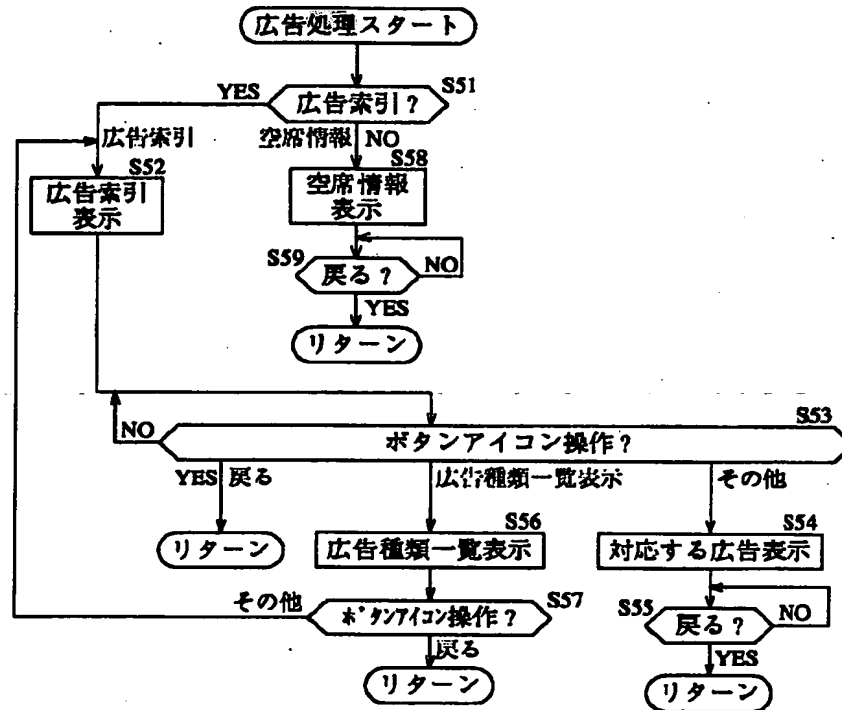 広告処理スタート
S51
YES
広告索引?
広告索引
空席情報
NO
S52
S58
広告索引
表示
空席情報
表示
S59
戻る?
NO
YES
リターン
S53
NO
ボタンアイコン操作?
YES
戻る
広告種類一覧表示
その他
S56
S54
リターン
広告種類一覧表示
対応する広告表示
その他
S57
ボタンアイコン操作?
S55
戻る?
NO
戻る
YES
リターン
リターン